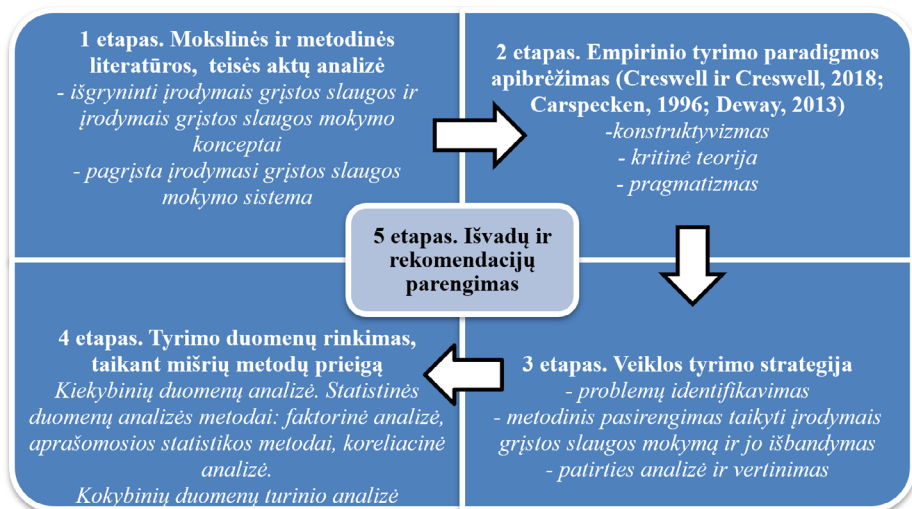 1 etapas. Mokslinės ir metodinės
literatūros, teisės aktų analizė
- išgryninti įrodymais grįstos slaugos ir
įrodymais grįstos slaugos mokymo
konceptai
- pagrįsta įrodymasi grįstos slaugos
mokymo sistema
2 etapas. Empirinio tyrimo paradigmos
apibrėžimas (Creswell ir Creswell, 2018;
Carspecken, 1996; Deway, 2013)
-konstruktyvizmas
- kritinė teorija
- pragmatizmas
3 etapas. Veiklos tyrimo strategija
- problemų identifikavimas
- metodinis pasirengimas taikyti įrodymais
grįstos slaugos mokymą ir jo išbandymas
- patirties analizė ir vertinimas
4 etapas. Tyrimo duomenų rinkimas,
taikant mišrių metodų prieigą
Kiekybinių duomenų analizė. Statistinės
duomenų analizės metodai: faktorinė analizė,
aprašomosios statistikos metodai, koreliacinė
analizė.
Kokybinių duomenų turinio analizė
5 etapas. Išvadų ir
rekomendacijų
parengimas